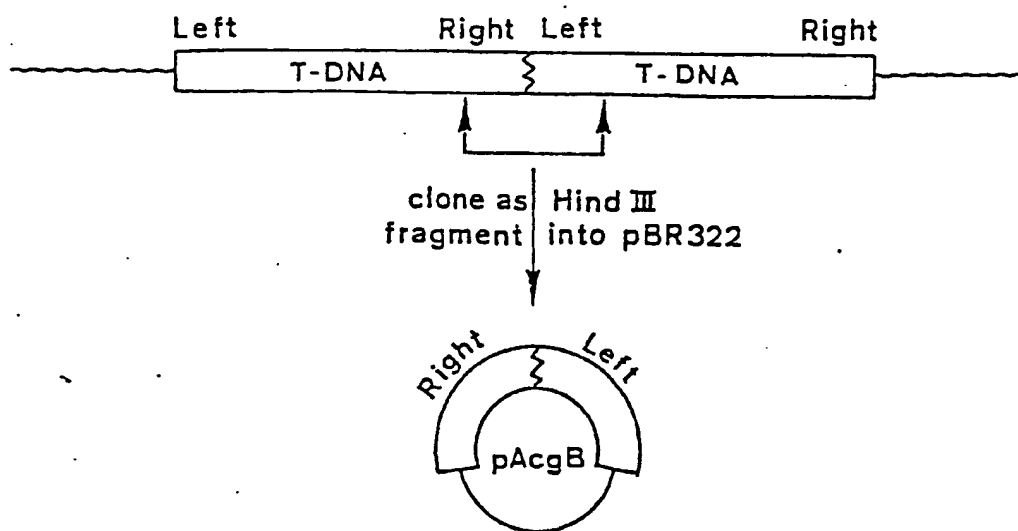 Left Right Left Right
T-DNA T-DNA
clone as Hind III
fragment into pBR322
Right Left
pAcgB